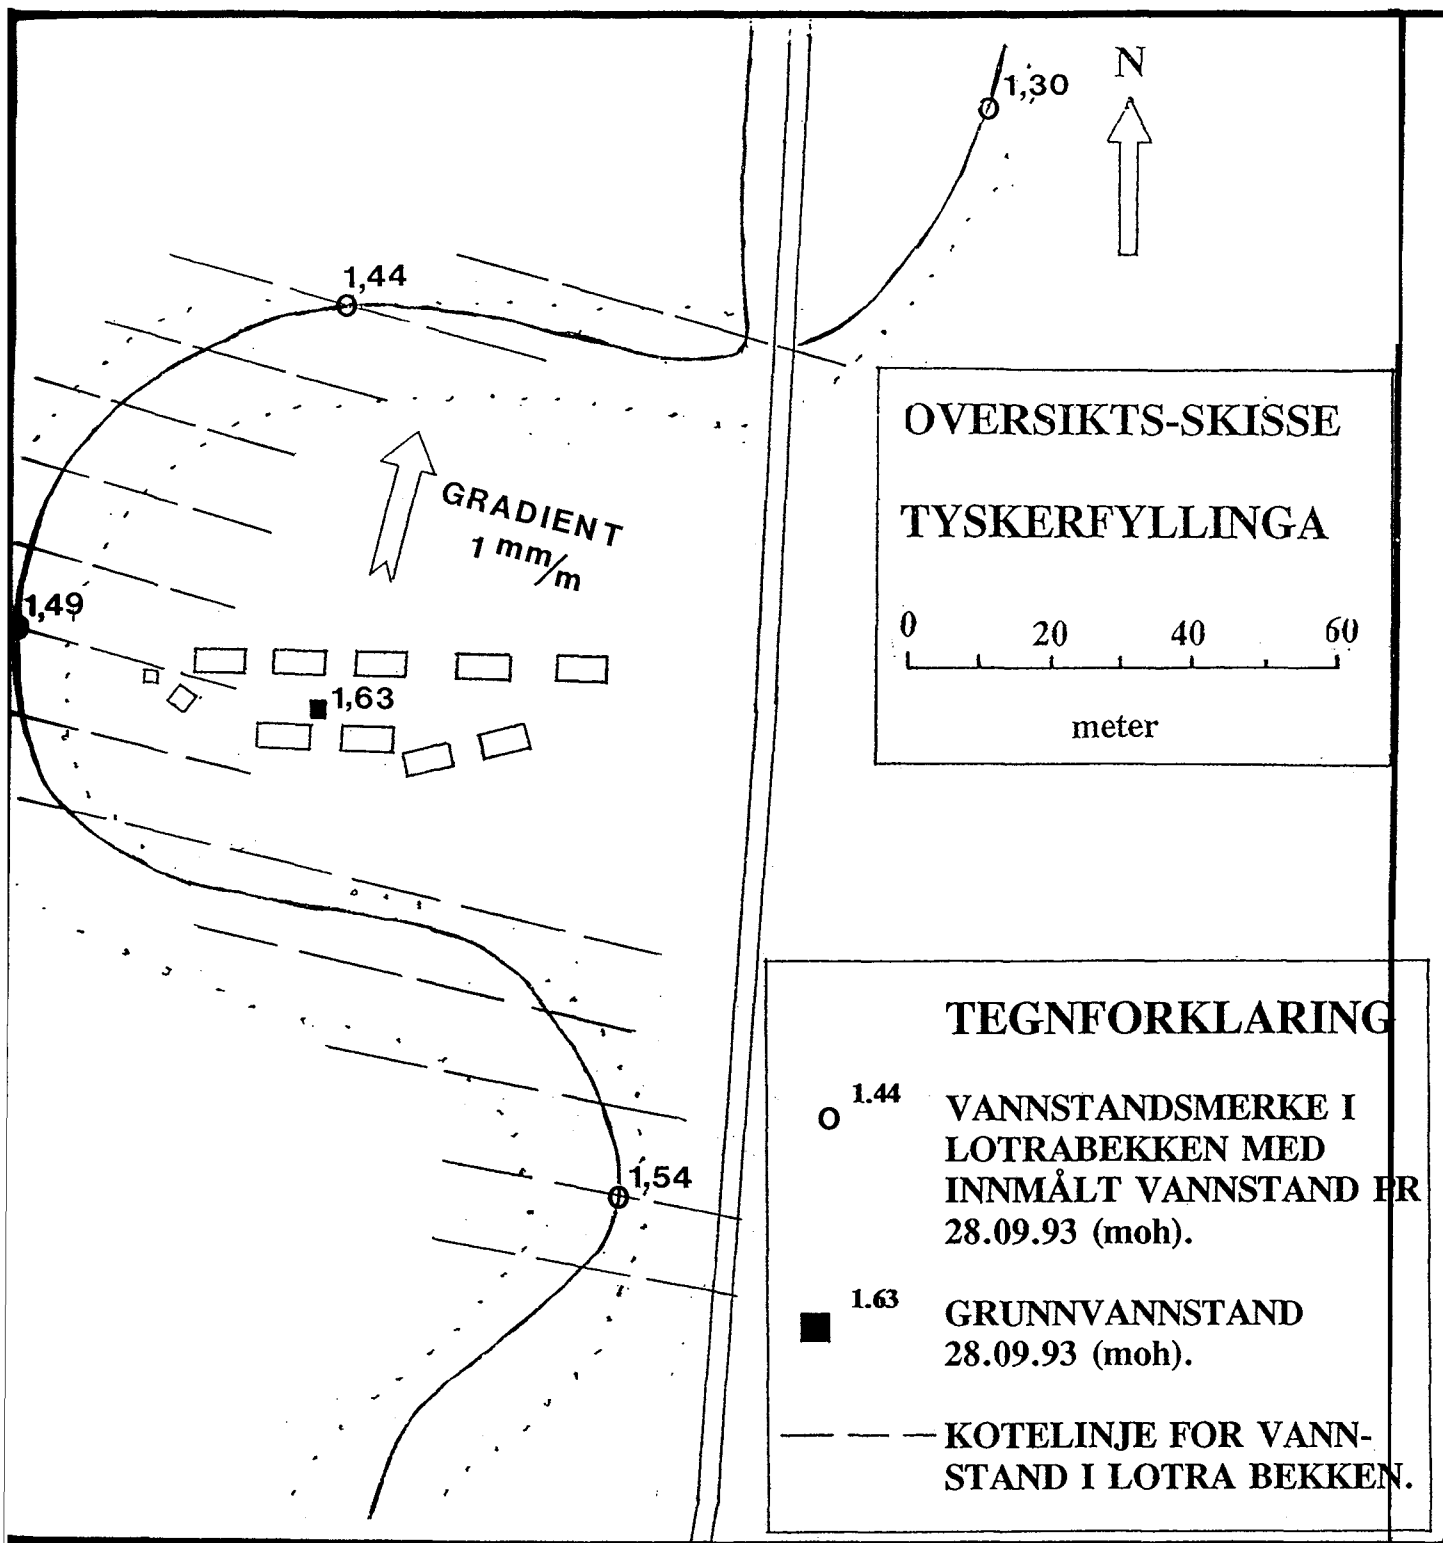 1,30
N
1,44
OVERSIKTS-SKISSE
TYSKERFYLLINGA
GRADIENT
1 mm/m
0 20 40 60
meter
1,49
1,63
TEGNFORKLARING
1.44
VANNSTANDSMERKE I
LOTRABEKKEN MED
INNMÅLT VANNSTAND PR
28.09.93 (moh).
1,54
1.63
GRUNNVANNSTAND
28.09.93 (moh).
KOTELINJE FOR VANN-
STAND I LOTRA BEKKEN.